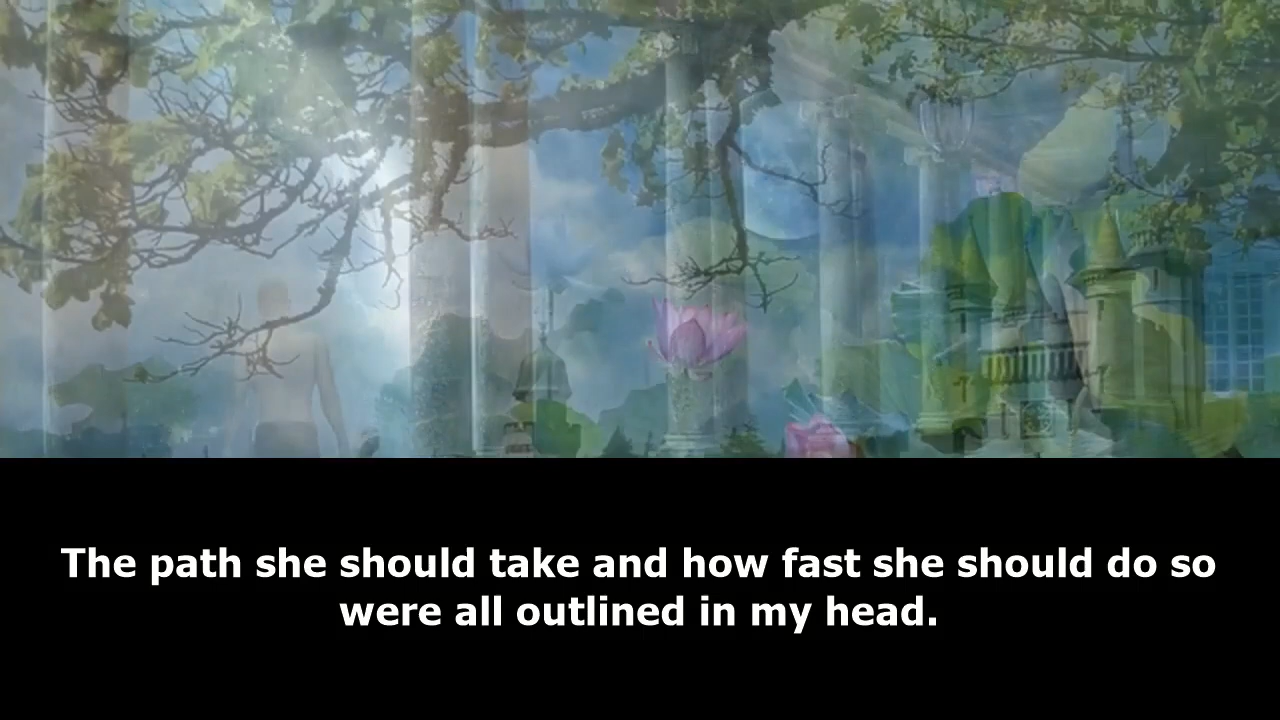 The path she should take and how fast she should do so
were all outlined in my head.